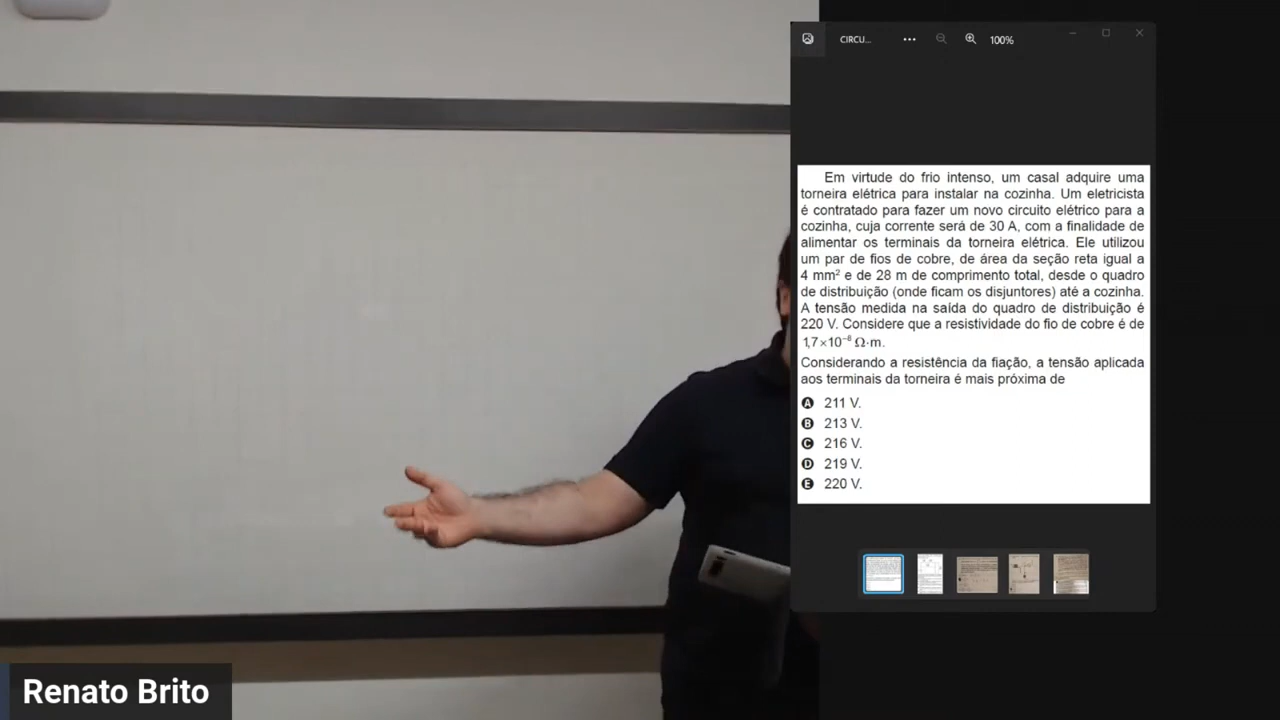 CIRCU...
100%
Em virtude do frio intenso, um casal adquire uma
torneira elétrica para instalar na cozinha. Um eletricista
é contratado para fazer um novo circuito elétrico para a
cozinha, cuja corrente será de 30 A, com a finalidade de
alimentar os terminais da torneira elétrica. Ele utilizou
um par de fios de cobre, de área da seção reta igual a
4 mm² e de 28 m de comprimento total, desde o quadro
de distribuição (onde ficam os disjuntores) até a cozinha.
A tensão medida na saída do quadro de distribuição é
220 V. Considere que a resistividade do fio de cobre é de
1,7×10⁻⁸ Ω·m.
Considerando a resistência da fiação, a tensão aplicada
aos terminais da torneira é mais próxima de
A 211 V.
B 213 V.
C 216 V.
D 219 V.
E 220 V.
Renato Brito